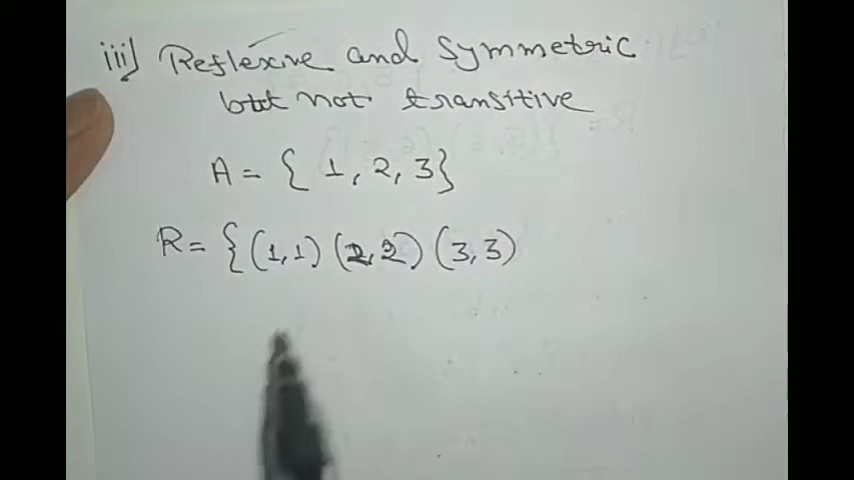 iii) Reflexive and Symmetric
but not transitive
A = { 1, 2, 3}
R = {(1,1) (2,2) (3,3)